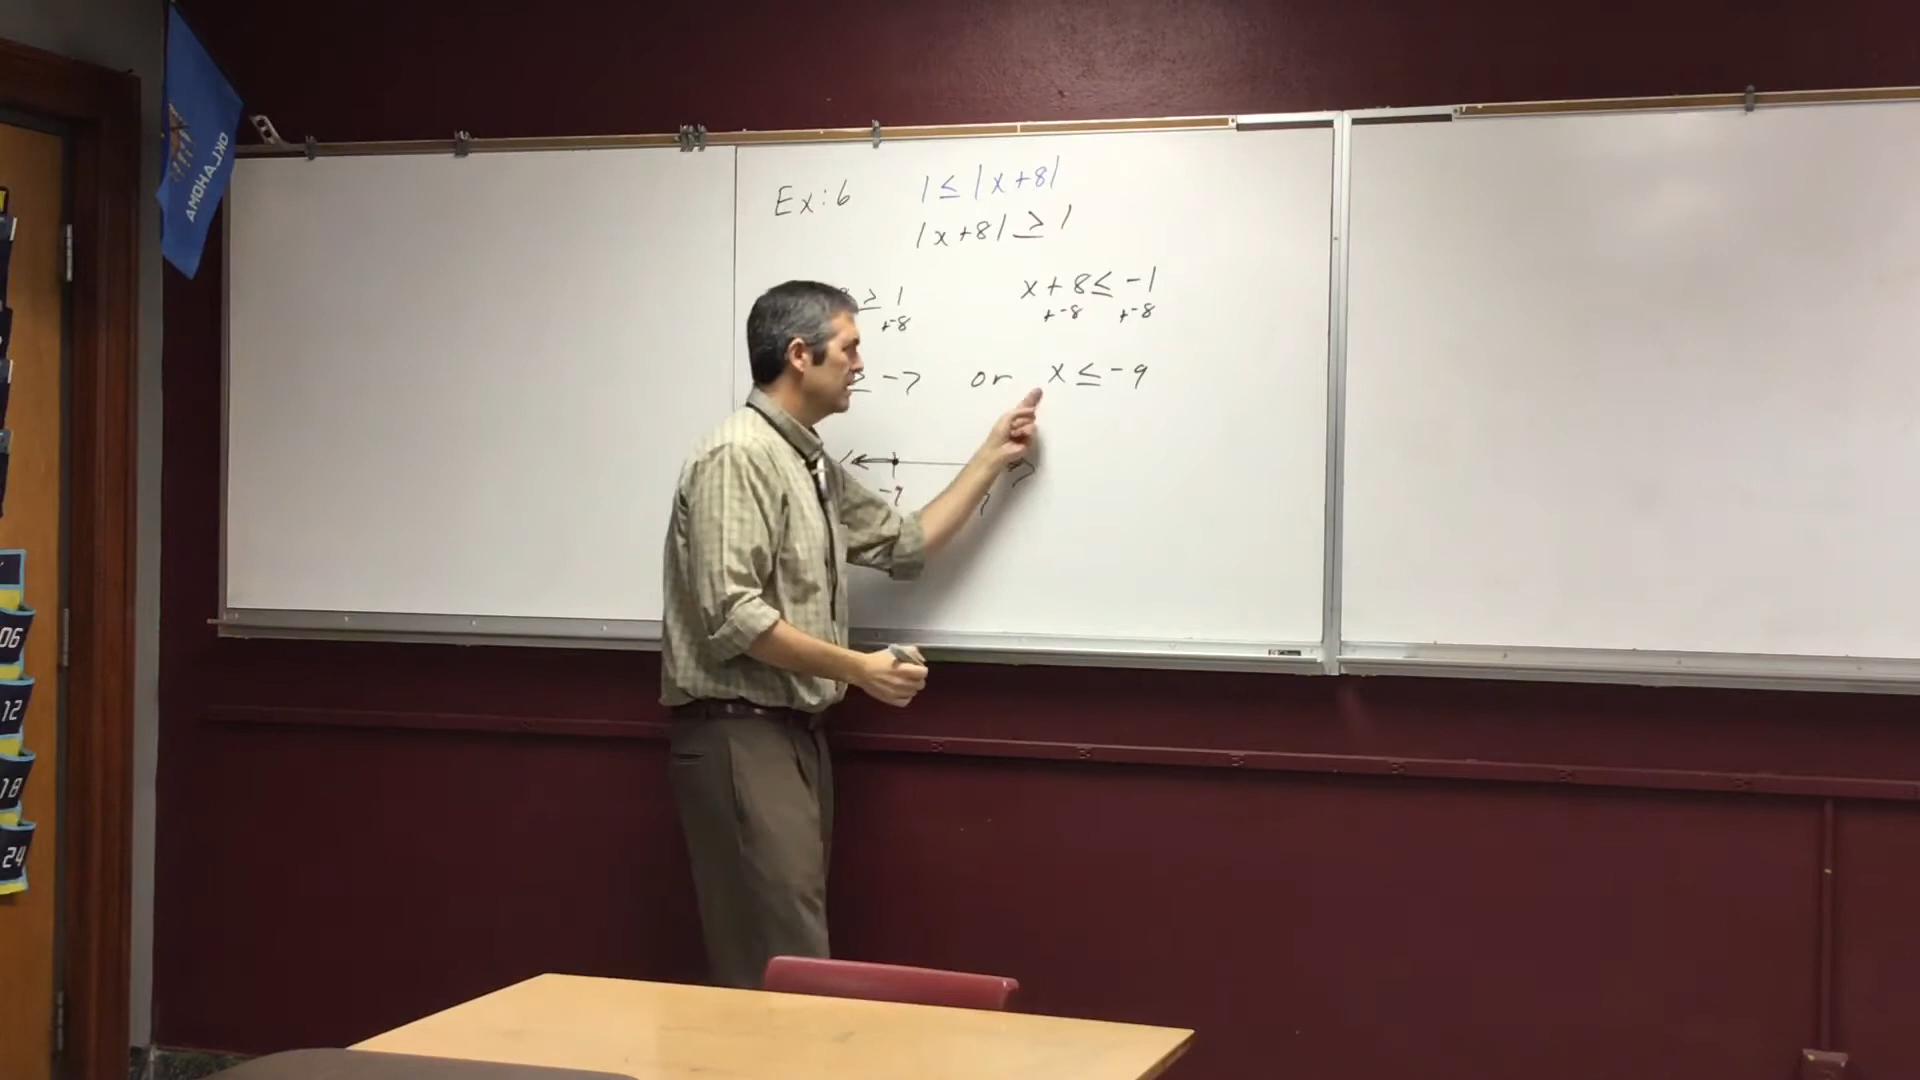 OKLAHOMA
Ex: 6 1 ≤ |x+8|
|x+8| ≥ 1
≥ 1 x + 8 ≤ -1
+-8 +-8 +-8
≥ -7 or x ≤ -9
-9
06
12
18
24